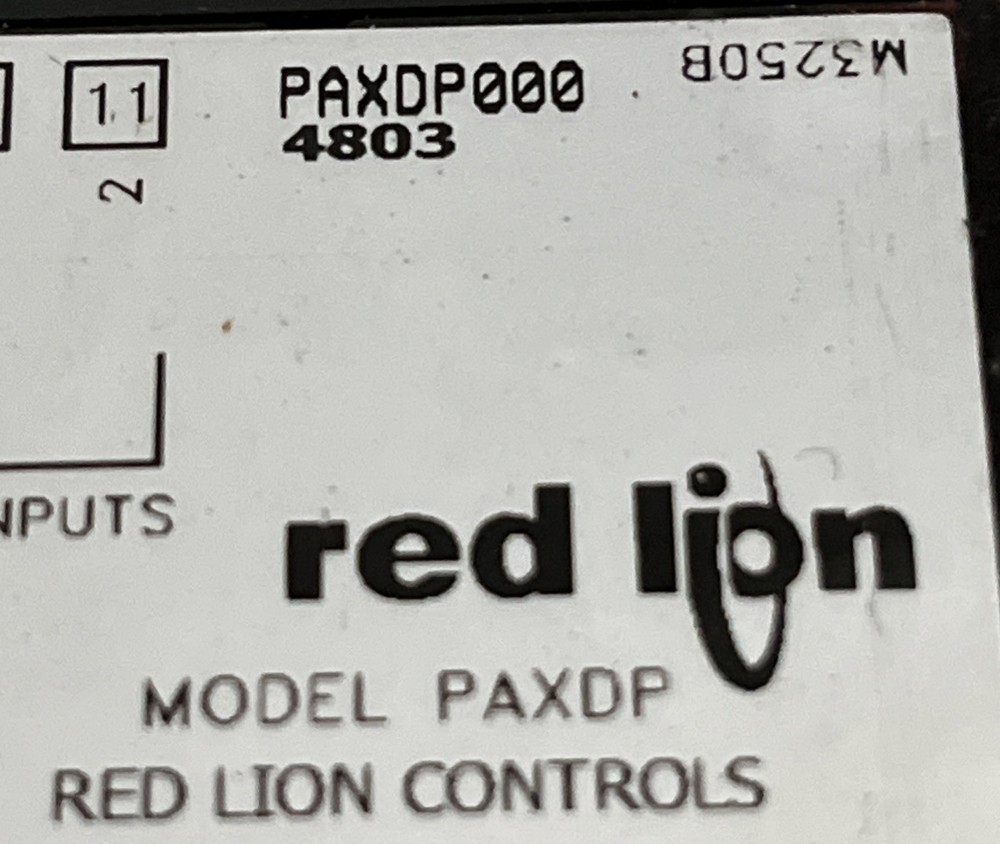 11
2
PAXDP000
4803
M3250B
NPUTS
red lion
MODEL PAXDP
RED LION CONTROLS